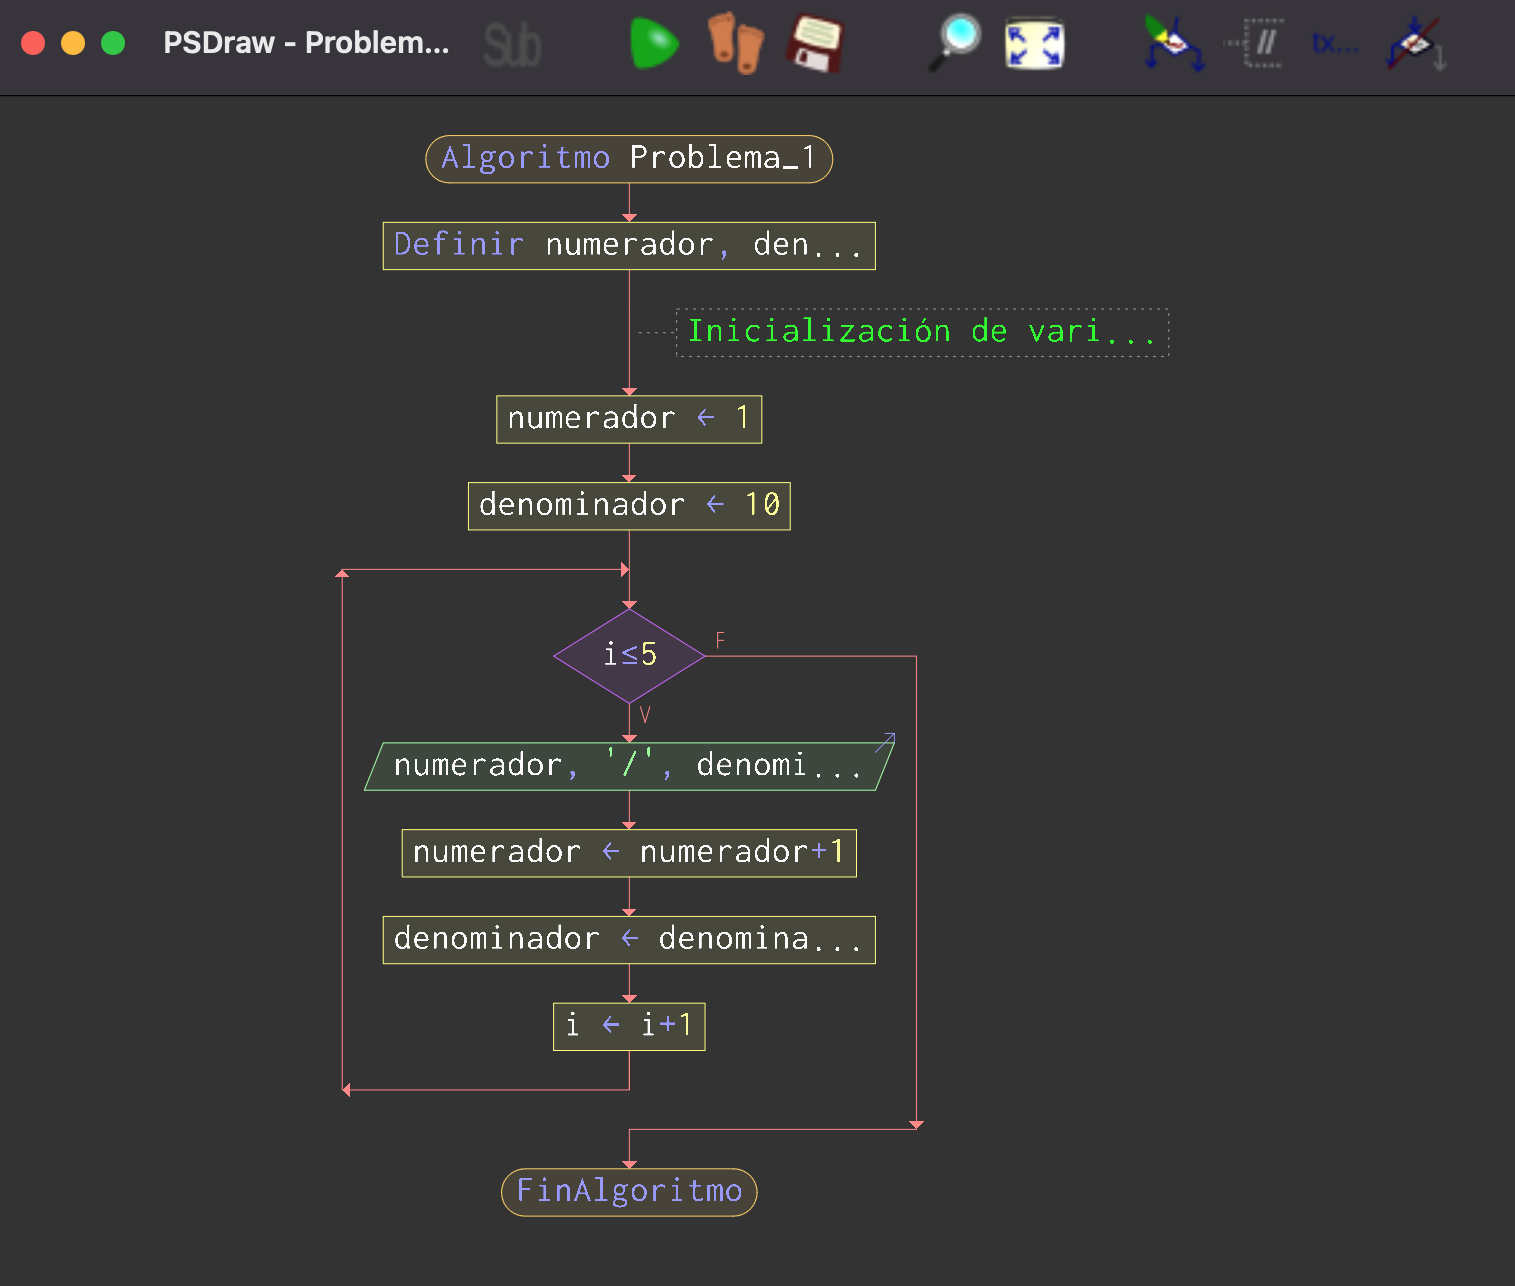 PSDraw - Problem...
Sub
//
tx...
Algoritmo Problema_1
Definir numerador, den...
Inicialización de vari...
numerador ← 1
denominador ← 10
i≤5
F
V
numerador, '/', denomi...
numerador ← numerador+1
denominador ← denomina...
i ← i+1
FinAlgoritmo